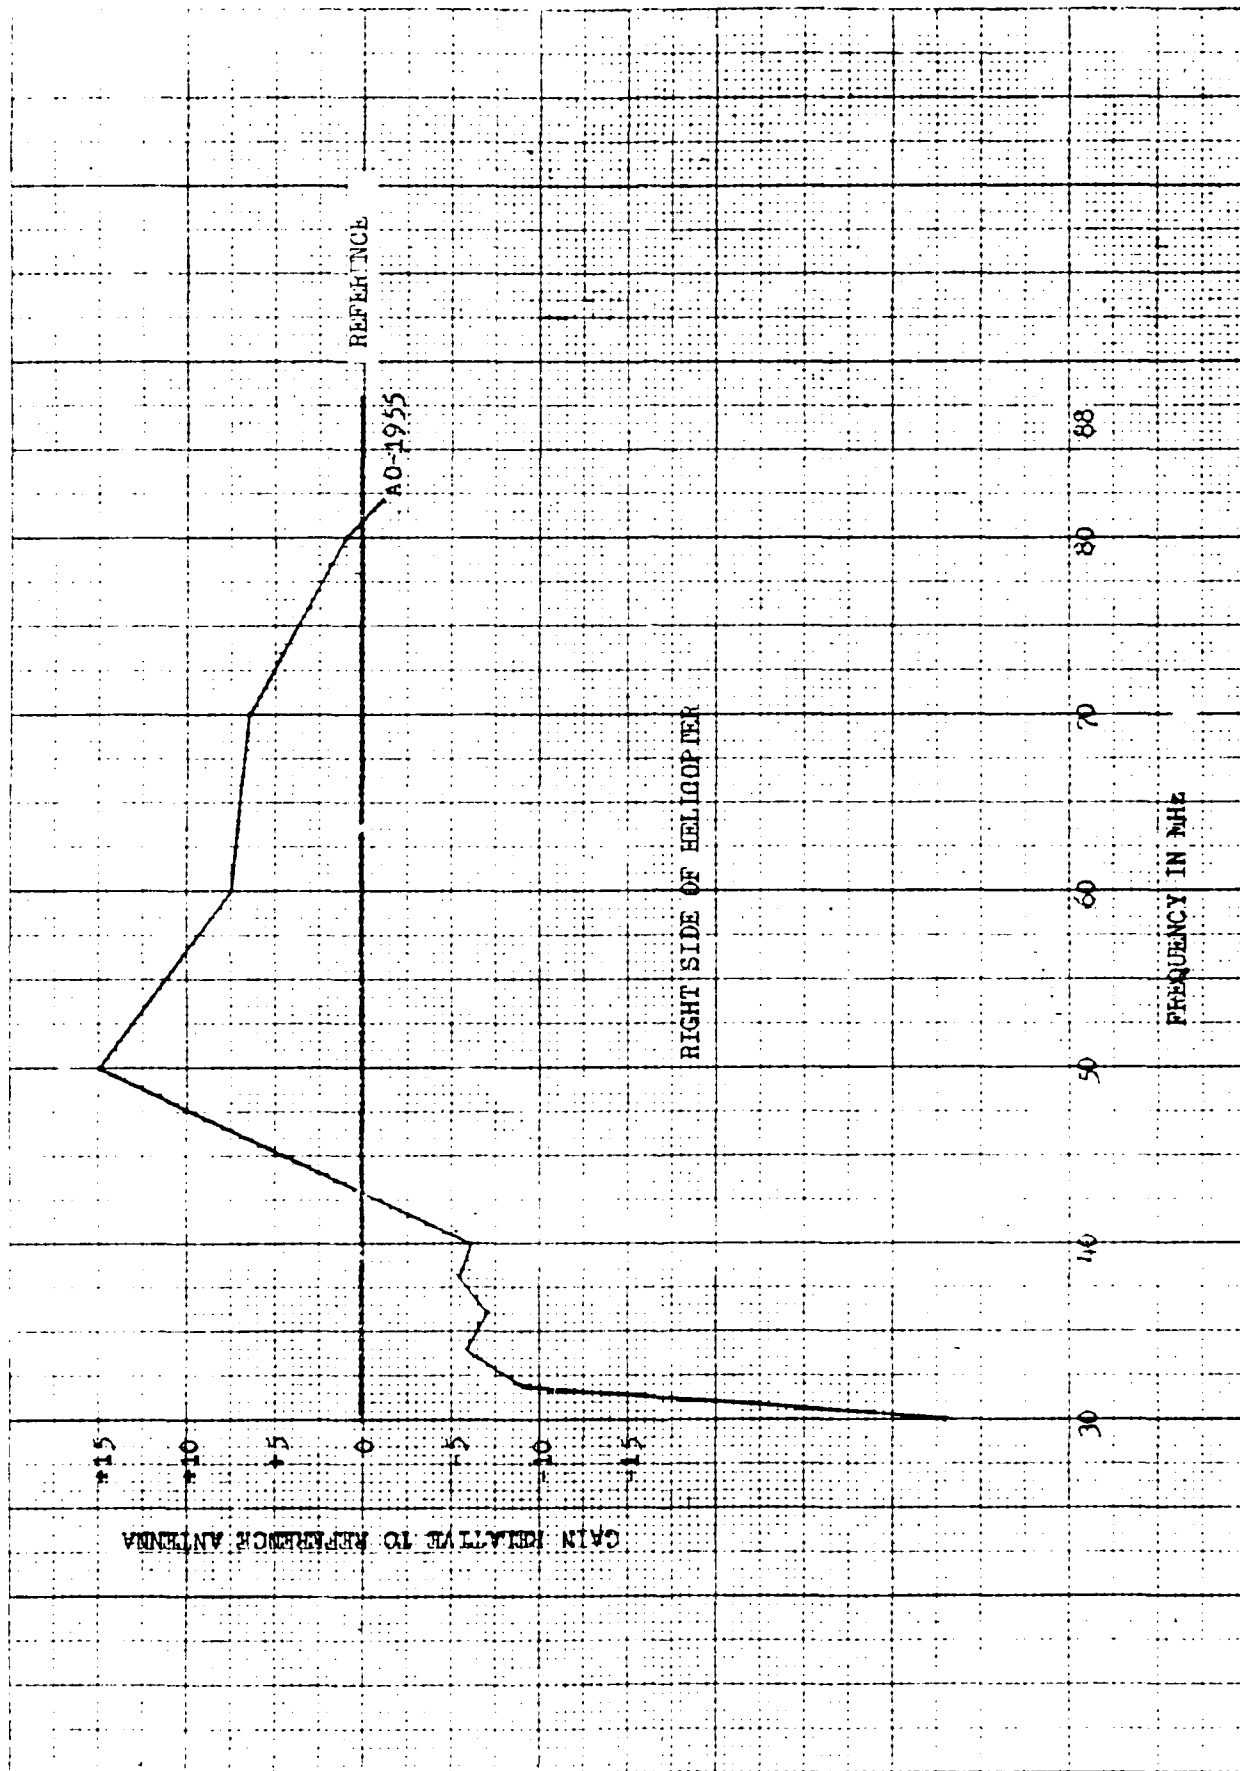 GAIN RELATIVE TO REFERENCE ANTENNA
+15
+10
+5
0
-5
-10
-15
REFERENCE
AO-1955
RIGHT SIDE OF HELICOPTER
30
40
50
60
70
80
88
FREQUENCY IN MHz